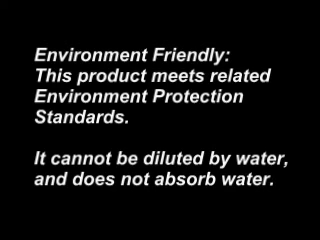 Environment Friendly:
This product meets related
Environment Protection
Standards.
It cannot be diluted by water,
and does not absorb water.